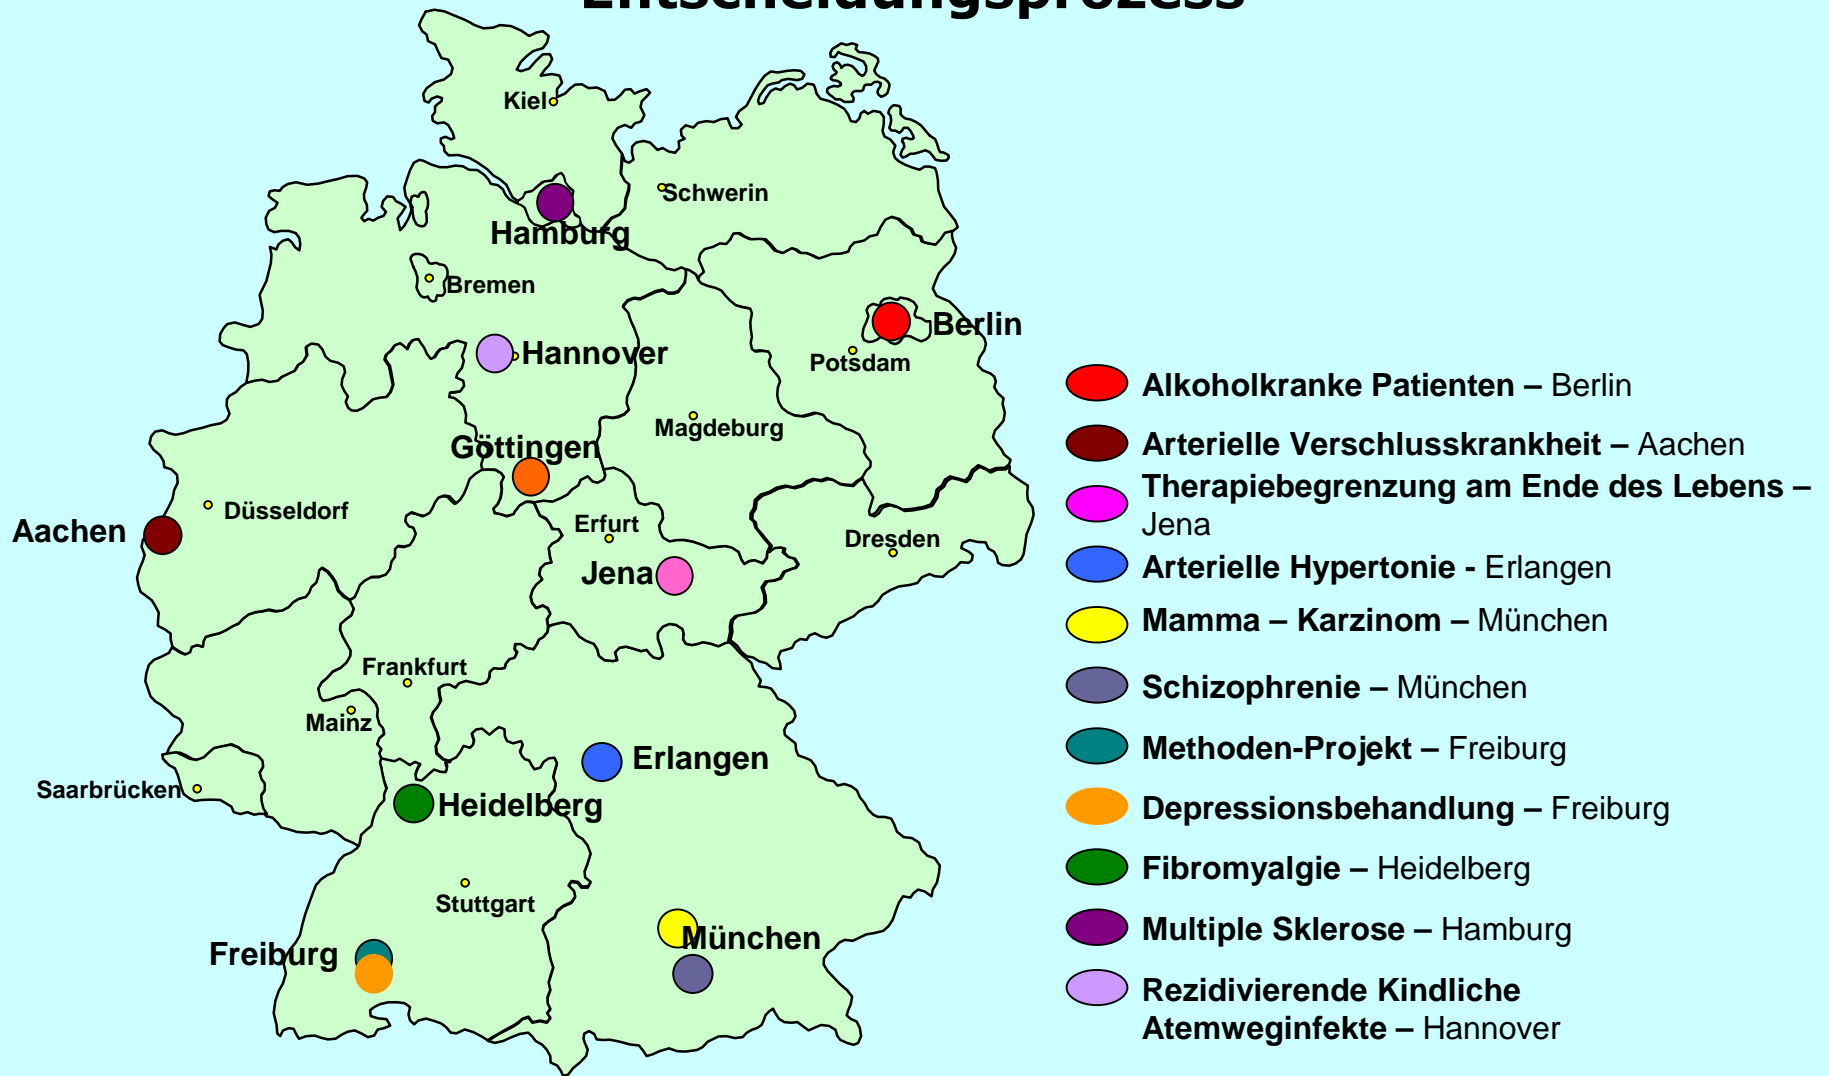 Entscheidungsprozess
Kiel
Schwerin
Hamburg
Bremen
Berlin
Hannover
Potsdam
Magdeburg
Göttingen
Düsseldorf
Aachen
Erfurt
Dresden
Jena
Frankfurt
Mainz
Erlangen
Saarbrücken
Heidelberg
Stuttgart
München
Freiburg
Alkoholkranke Patienten – Berlin
Arterielle Verschlusskrankheit – Aachen
Therapiebegrenzung am Ende des Lebens –
Jena
Arterielle Hypertonie - Erlangen
Mamma – Karzinom – München
Schizophrenie – München
Methoden-Projekt – Freiburg
Depressionsbehandlung – Freiburg
Fibromyalgie – Heidelberg
Multiple Sklerose – Hamburg
Rezidivierende Kindliche
Atemweginfekte – Hannover